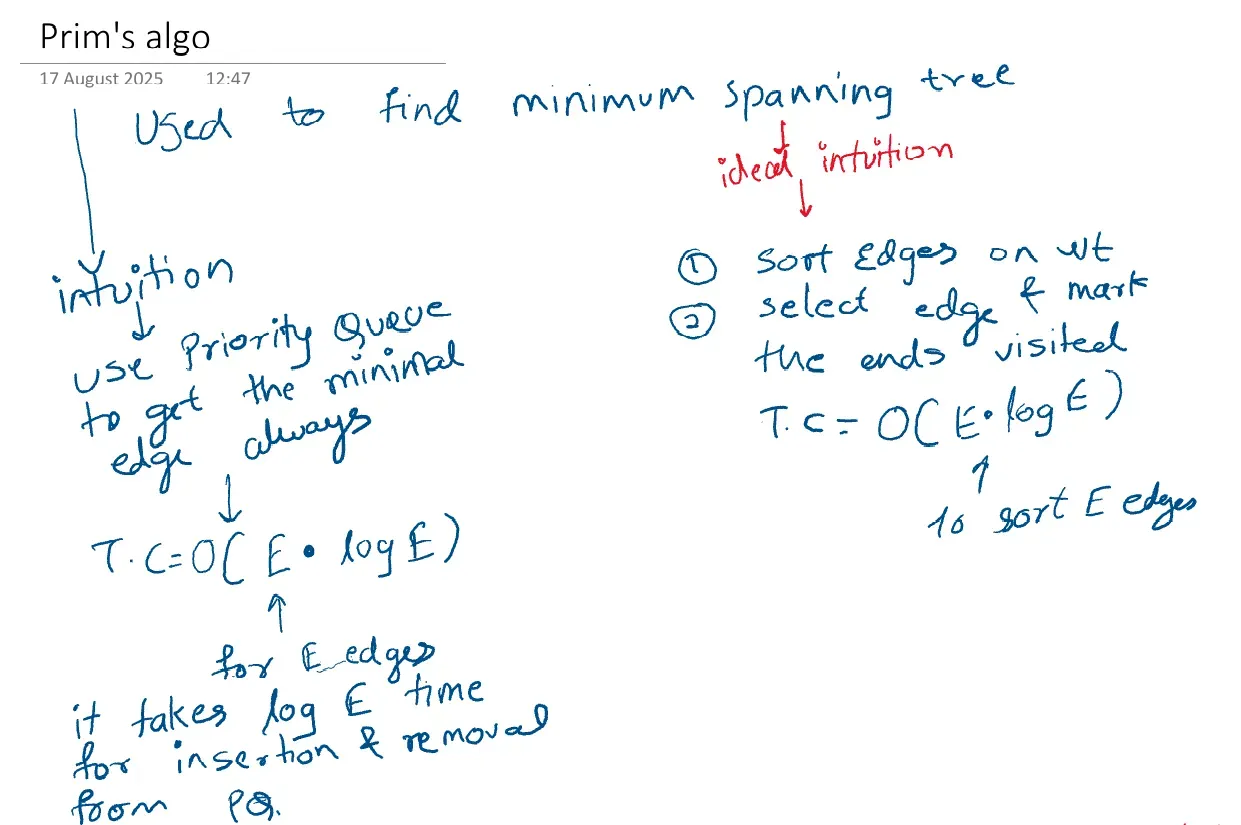 Prim's algo
17 August 2025 12:47
Used to find minimum spanning tree
ideal intuition
① sort Edges on wt
② select edge & mark
the ends visited
T.C = O(E • log E)
to sort E edges
intuition
use Priority Queue
to get the minimal
edge always
T.C = O(E • log E)
for E edges
it takes log E time
for insertion & removal
from PQ.